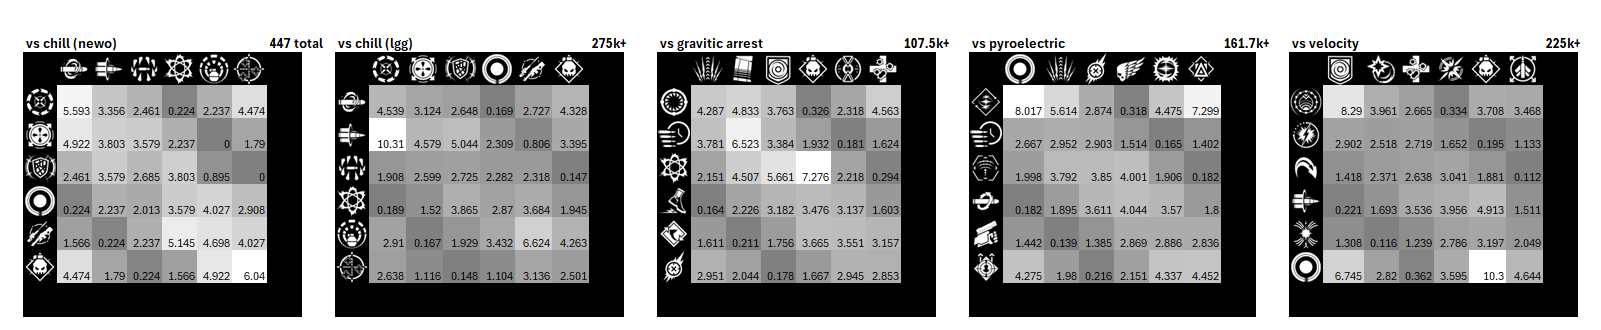 vs chill (newo) 447 total
vs chill (lgg) 275k+
vs gravitic arrest 107.5k+
vs pyroelectric 161.7k+
vs velocity 225k+
5.593 3.356 2.461 0.224 2.237 4.474
4.922 3.803 3.579 2.237 0 1.79
2.461 3.579 2.685 3.803 0.895 0
0.224 2.237 2.013 3.579 4.027 2.908
1.566 0.224 2.237 5.145 4.698 4.027
4.474 1.79 0.224 1.566 4.922 6.04
4.539 3.124 2.648 0.169 2.727 4.328
10.31 4.579 5.044 2.309 0.806 3.395
1.908 2.599 2.725 2.282 2.318 0.147
0.189 1.52 3.865 2.87 3.684 1.945
2.91 0.167 1.929 3.432 6.624 4.263
2.638 1.116 0.148 1.104 3.136 2.501
4.287 4.833 3.763 0.326 2.318 4.563
3.781 6.523 3.384 1.932 0.181 1.624
2.151 4.507 5.661 7.276 2.218 0.294
0.164 2.226 3.182 3.476 3.137 1.603
1.611 0.211 1.756 3.665 3.551 3.157
2.951 2.044 0.178 1.667 2.945 2.853
8.017 5.614 2.874 0.318 4.475 7.299
2.667 2.952 2.903 1.514 0.165 1.402
1.998 3.792 3.85 4.001 1.906 0.182
0.182 1.895 3.611 4.044 3.57 1.8
1.442 0.139 1.385 2.869 2.886 2.836
4.275 1.98 0.216 2.151 4.337 4.452
8.29 3.961 2.665 0.334 3.708 3.468
2.902 2.518 2.719 1.652 0.195 1.133
1.418 2.371 2.638 3.041 1.881 0.112
0.221 1.693 3.536 3.956 4.913 1.511
1.308 0.116 1.239 2.786 3.197 2.049
6.745 2.82 0.362 3.595 10.3 4.644